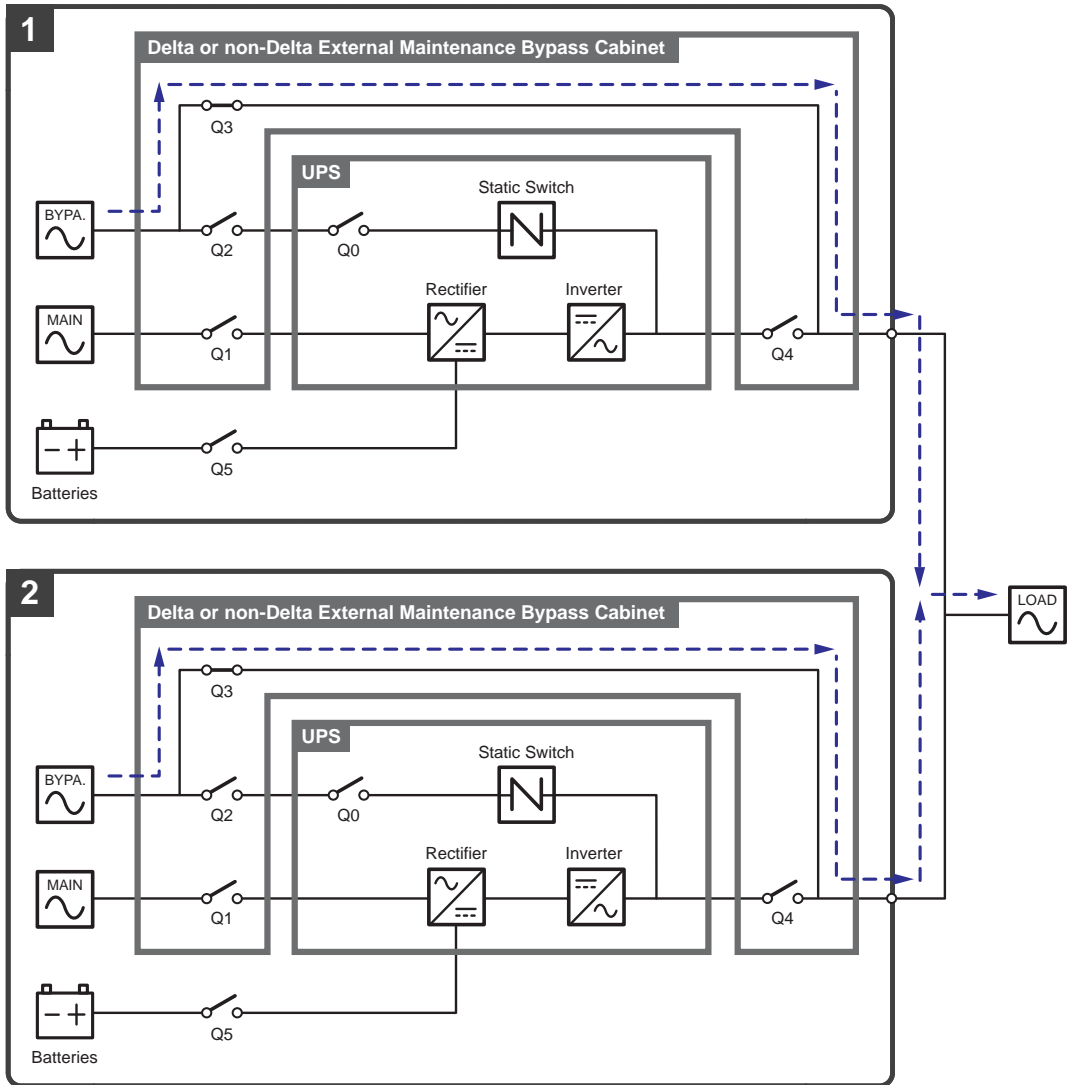 1
Delta or non-Delta External Maintenance Bypass Cabinet
Q3
UPS
Static Switch
BYPA.
Q2
Q0
Rectifier
Inverter
MAIN
Q1
Q4
Q5
Batteries
2
Delta or non-Delta External Maintenance Bypass Cabinet
LOAD
Q3
UPS
Static Switch
BYPA.
Q2
Q0
Rectifier
Inverter
MAIN
Q1
Q4
Q5
Batteries